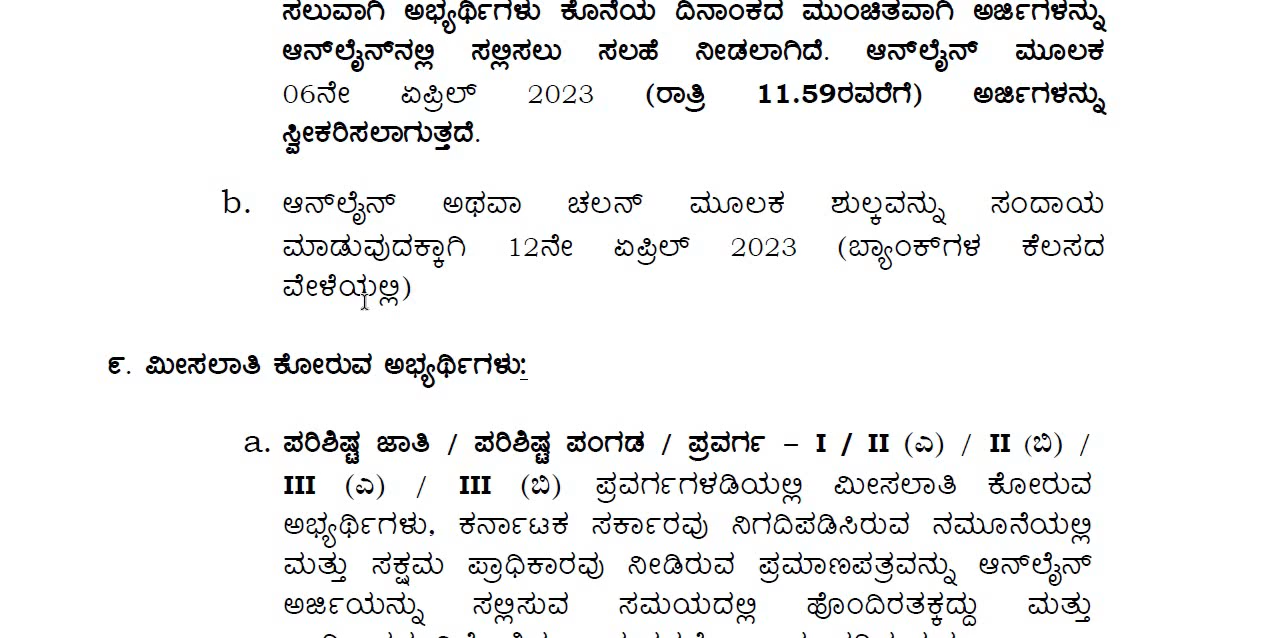 ಸಲುವಾಗಿ ಅಭ್ಯರ್ಥಿಗಳು ಕೊನೆಯ ದಿನಾಂಕದ ಮುಂಚಿತವಾಗಿ ಅರ್ಜಿಗಳನ್ನು
ಆನ್‌ಲೈನ್‌ನಲ್ಲಿ ಸಲ್ಲಿಸಲು ಸಲಹೆ ನೀಡಲಾಗಿದೆ. ಆನ್‌ಲೈನ್ ಮೂಲಕ
06ನೇ ಏಪ್ರಿಲ್ 2023 (ರಾತ್ರಿ 11.59ರವರೆಗೆ) ಅರ್ಜಿಗಳನ್ನು
ಸ್ವೀಕರಿಸಲಾಗುತ್ತದೆ.
b. ಆನ್‌ಲೈನ್ ಅಥವಾ ಚಲನ್ ಮೂಲಕ ಶುಲ್ಕವನ್ನು ಸಂದಾಯ
ಮಾಡುವುದಕ್ಕಾಗಿ 12ನೇ ಏಪ್ರಿಲ್ 2023 (ಬ್ಯಾಂಕ್‌ಗಳ ಕೆಲಸದ
ವೇಳೆಯಲ್ಲಿ)
೯. ಮೀಸಲಾತಿ ಕೋರುವ ಅಭ್ಯರ್ಥಿಗಳು:
a. ಪರಿಶಿಷ್ಟ ಜಾತಿ / ಪರಿಶಿಷ್ಟ ಪಂಗಡ / ಪ್ರವರ್ಗ – I / II (ಎ) / II (ಬಿ) /
III (ಎ) / III (ಬಿ) ಪ್ರವರ್ಗಗಳಡಿಯಲ್ಲಿ ಮೀಸಲಾತಿ ಕೋರುವ
ಅಭ್ಯರ್ಥಿಗಳು, ಕರ್ನಾಟಕ ಸರ್ಕಾರವು ನಿಗದಿಪಡಿಸಿರುವ ನಮೂನೆಯಲ್ಲಿ
ಮತ್ತು ಸಕ್ಷಮ ಪ್ರಾಧಿಕಾರವು ನೀಡಿರುವ ಪ್ರಮಾಣಪತ್ರವನ್ನು ಆನ್‌ಲೈನ್
ಅರ್ಜಿಯನ್ನು ಸಲ್ಲಿಸುವ ಸಮಯದಲ್ಲಿ ಹೊಂದಿರತಕ್ಕದ್ದು ಮತ್ತು